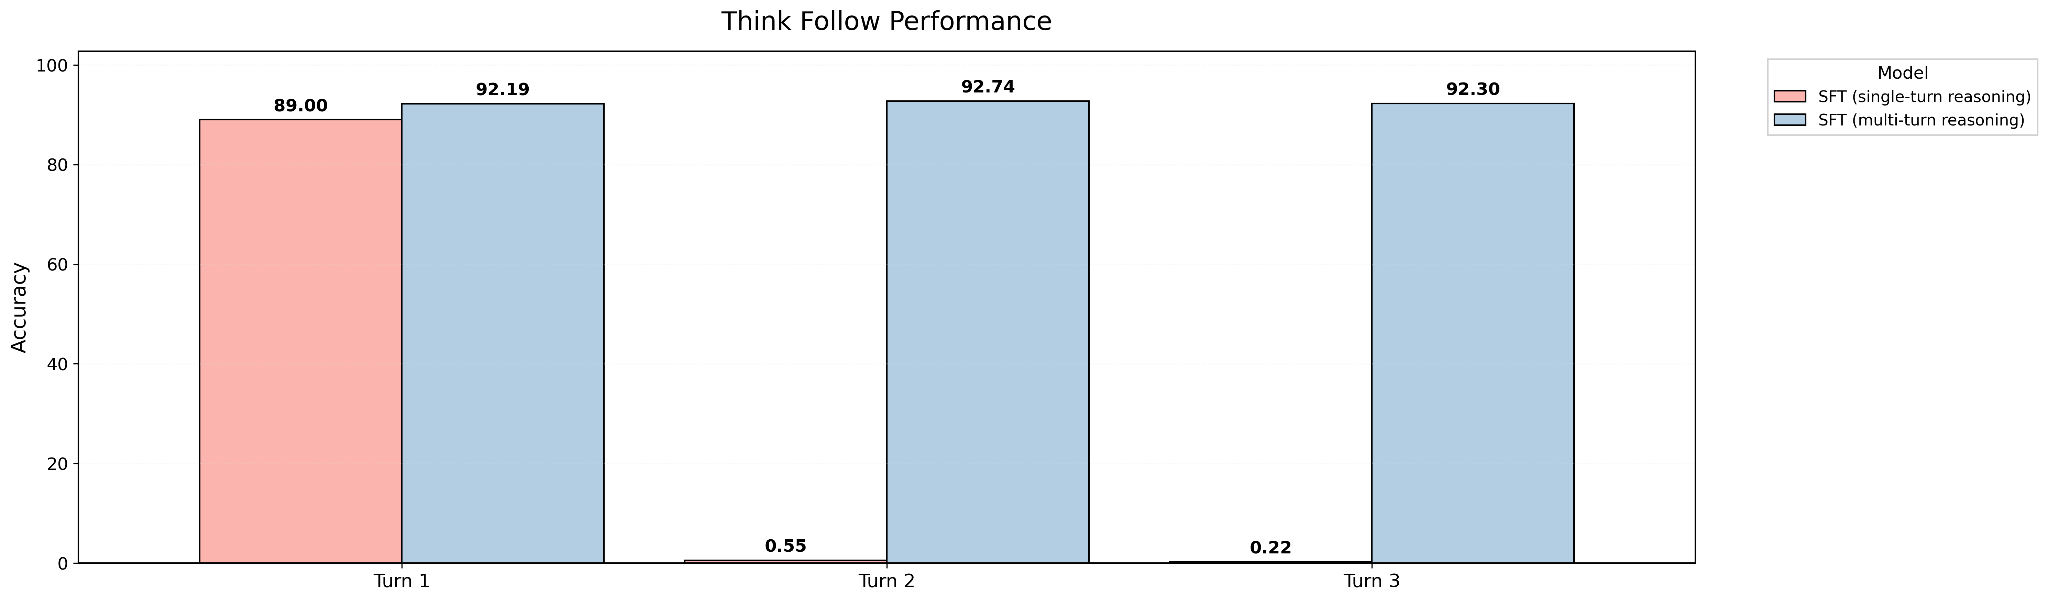 Think Follow Performance
100
80
60
40
20
0
Accuracy
89.00
92.19
0.55
92.74
0.22
92.30
Turn 1
Turn 2
Turn 3
Model
SFT (single-turn reasoning)
SFT (multi-turn reasoning)